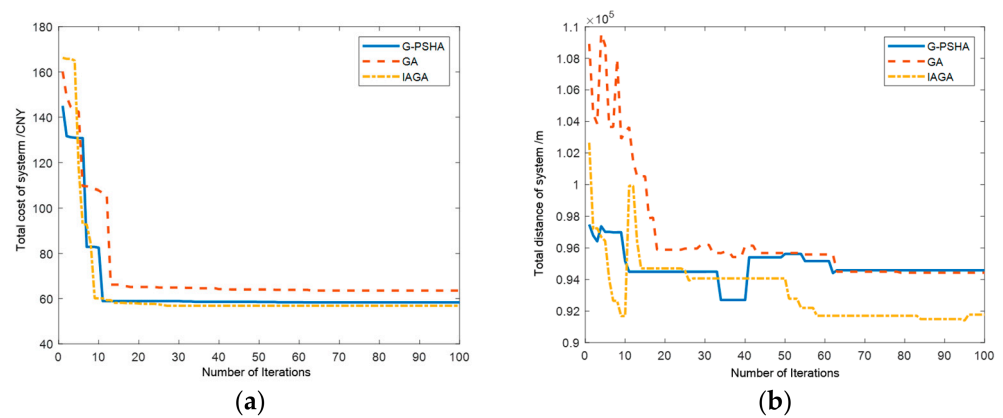 (a)
180
160
140
120
100
80
60
40
Total cost of systerm /CNY
G-PSHA
GA
IAGA
0 10 20 30 40 50 60 70 80 90 100
Number of Iterations
(b)
× 10⁵
1.1
1.08
1.06
1.04
1.02
1
0.98
0.96
0.94
0.92
0.9
Total distance of system /m
G-PSHA
GA
IAGA
0 10 20 30 40 50 60 70 80 90 100
Number of Iterations